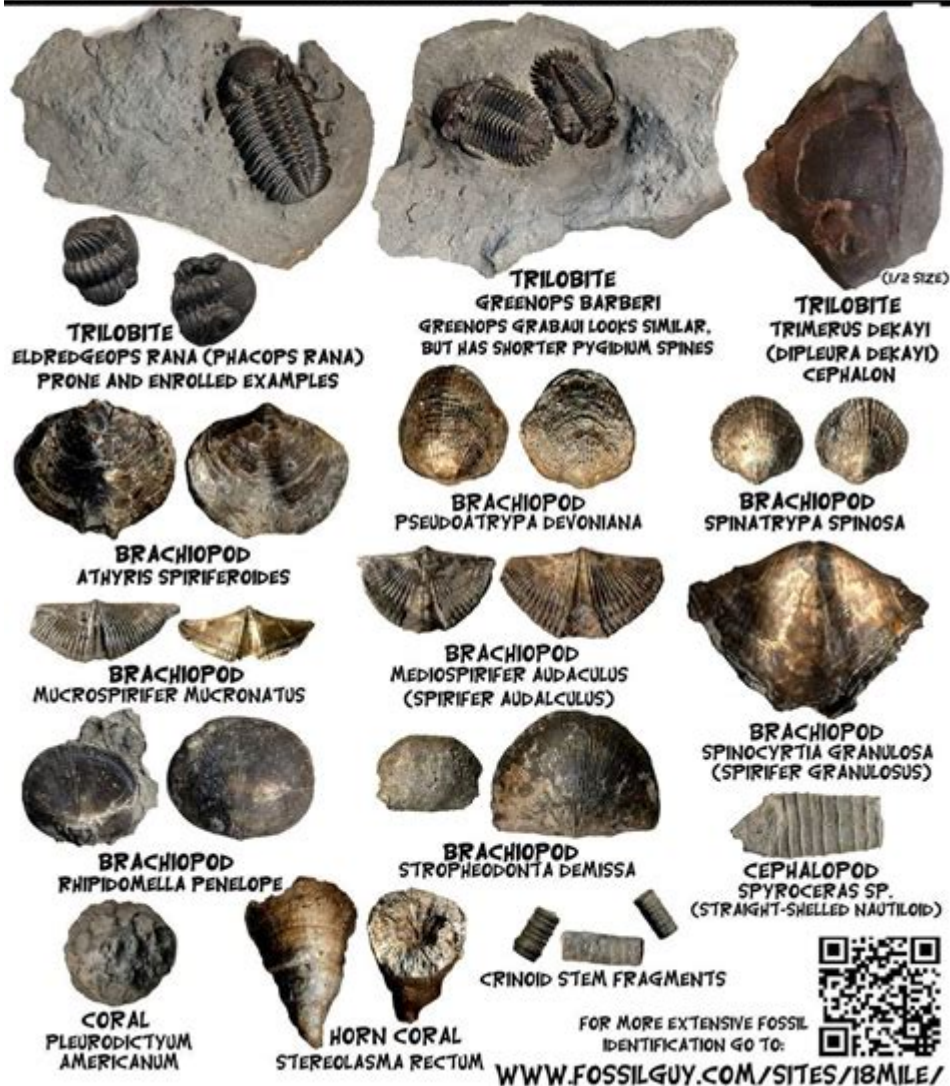 TRILOBITE
ELDREDGEOPS RANA (PHACOPS RANA)
PRONE AND ENROLLED EXAMPLES
TRILOBITE
GREENOPS BARBERI
GREENOPS GRABAUI LOOKS SIMILAR,
BUT HAS SHORTER PYGIDIUM SPINES
(1/2 SIZE)
TRILOBITE
TRIMERUS DEKAYI
(DIPLEURA DEKAYI)
CEPHALON
BRACHIOPOD
ATHYRIS SPIRIFEROIDES
BRACHIOPOD
PSEUDOATRYPA DEVONIANA
BRACHIOPOD
SPINATRYPA SPINOSA
BRACHIOPOD
MUCROSPIRIFER MUCRONATUS
BRACHIOPOD
MEDIOSPIRIFER AUDACULUS
(SPIRIFER AUDALCULUS)
BRACHIOPOD
SPINOCYRTIA GRANULOSA
(SPIRIFER GRANULOSUS)
BRACHIOPOD
RHIPIDOMELLA PENELOPE
BRACHIOPOD
STROPHEODONTA DEMISSA
CEPHALOPOD
SPYROCERAS SP.
(STRAIGHT-SHELLED NAUTILOID)
CORAL
PLEURODICTYUM
AMERICANUM
HORN CORAL
STEREOLASMA RECTUM
CRINOID STEM FRAGMENTS
FOR MORE EXTENSIVE FOSSIL
IDENTIFICATION GO TO:
WWW.FOSSILGUY.COM/SITES/18MILE/